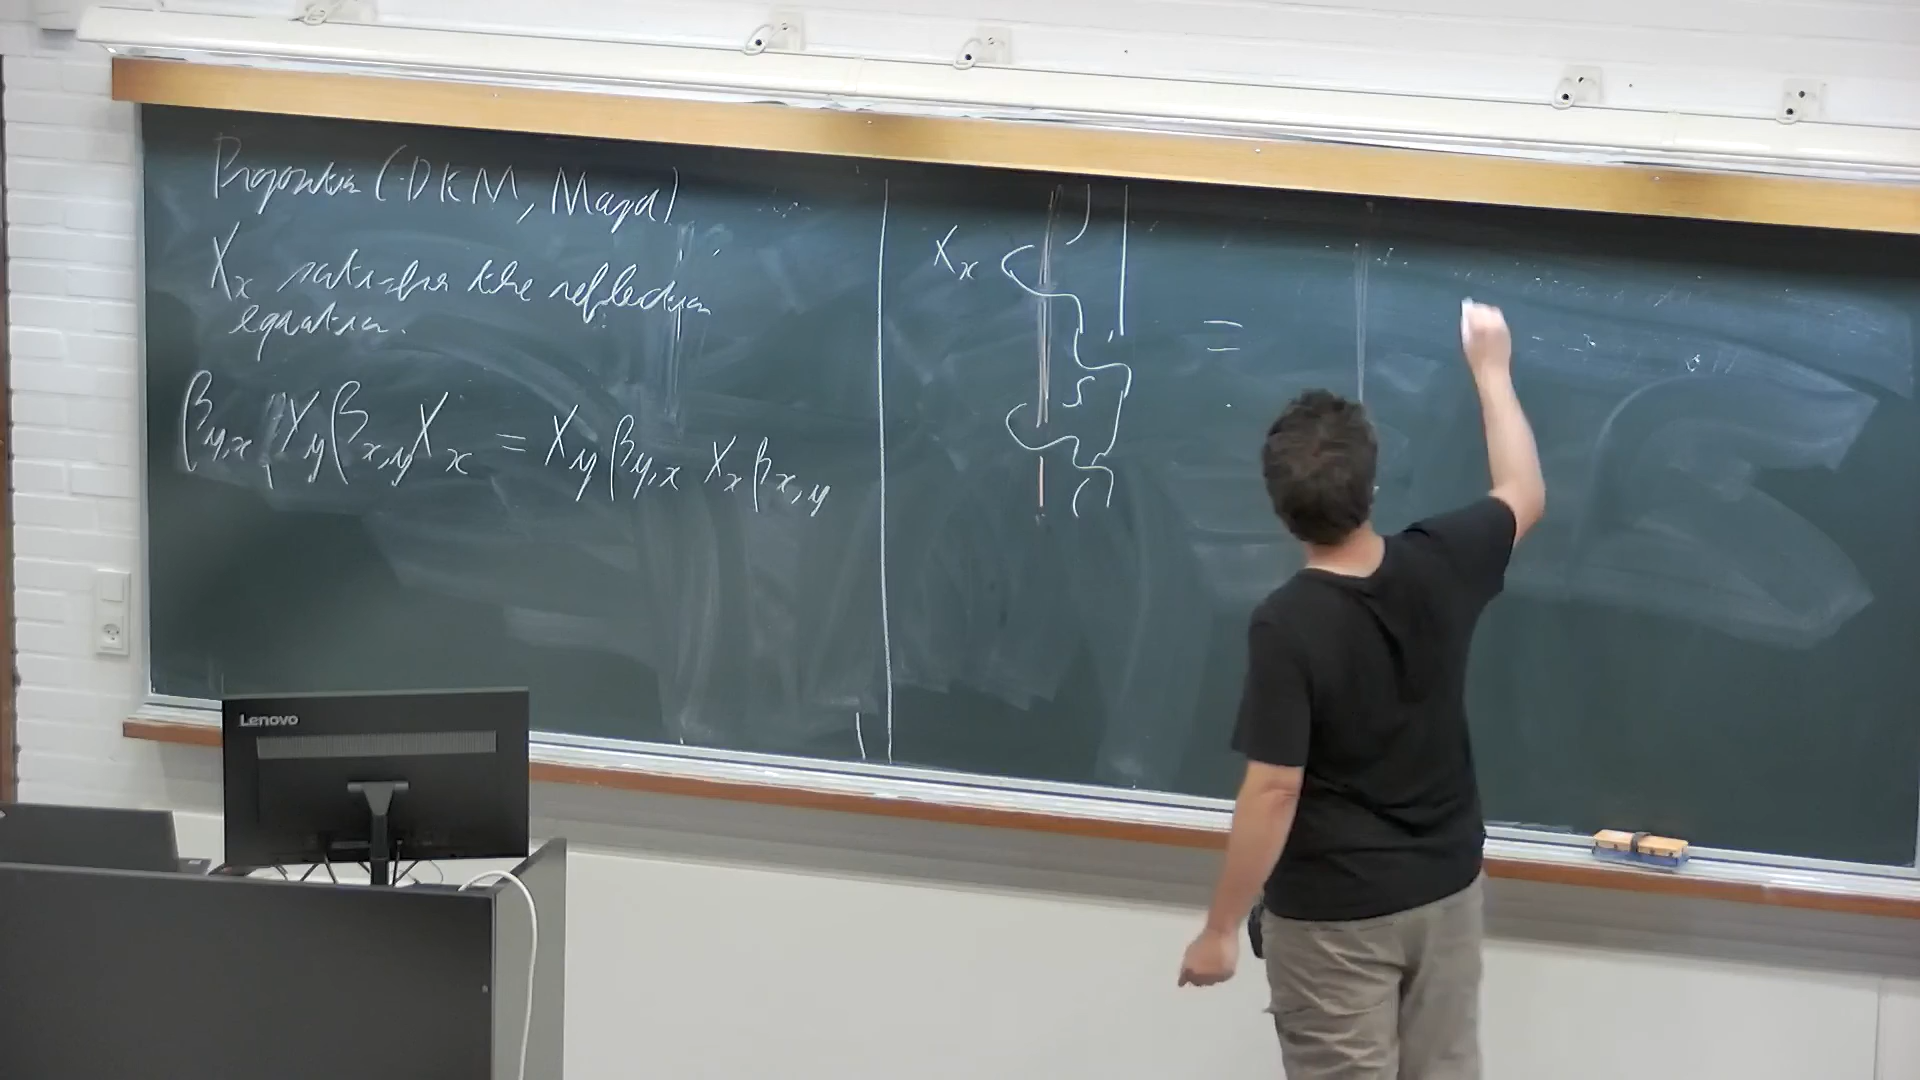 Proposition (DKM, Majid)
X_x satisfies the reflection
equation.
β_{y,x} X_y β_{x,y} X_x = X_y β_{y,x} X_x β_{x,y}
X_x =
Lenovo